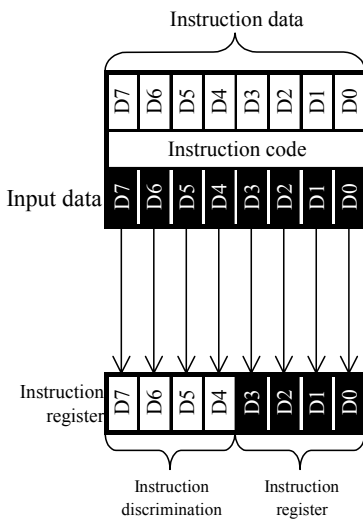 Instruction data
D7 D6 D5 D4 D3 D2 D1 D0
Instruction code
Input data D7 D6 D5 D4 D3 D2 D1 D0
Instruction
register
D7 D6 D5 D4 D3 D2 D1 D0
Instruction
discrimination
Instruction
register